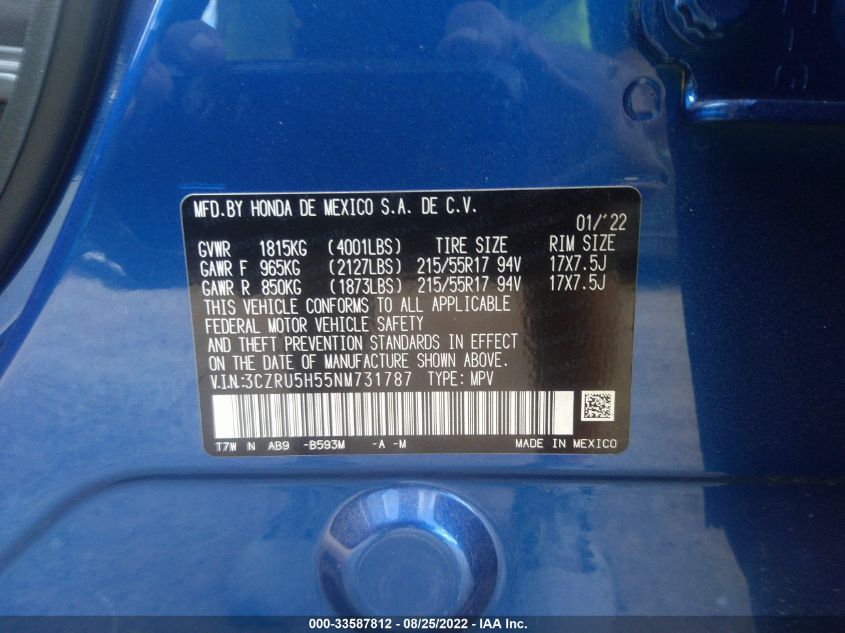 MFD.BY HONDA DE MEXICO S.A. DE C.V.
01/'22
GVWR 1815KG (4001LBS) TIRE SIZE RIM SIZE
GAWR F 965KG (2127LBS) 215/55R17 94V 17X7.5J
GAWR R 850KG (1873LBS) 215/55R17 94V 17X7.5J
THIS VEHICLE CONFORMS TO ALL APPLICABLE
FEDERAL MOTOR VEHICLE SAFETY
AND THEFT PREVENTION STANDARDS IN EFFECT
ON THE DATE OF MANUFACTURE SHOWN ABOVE.
V.I.N:3CZRU5H55NM731787 TYPE: MPV
T7W N AB9 -B593M -A -M MADE IN MEXICO
000-33587812 - 08/25/2022 - IAA Inc.